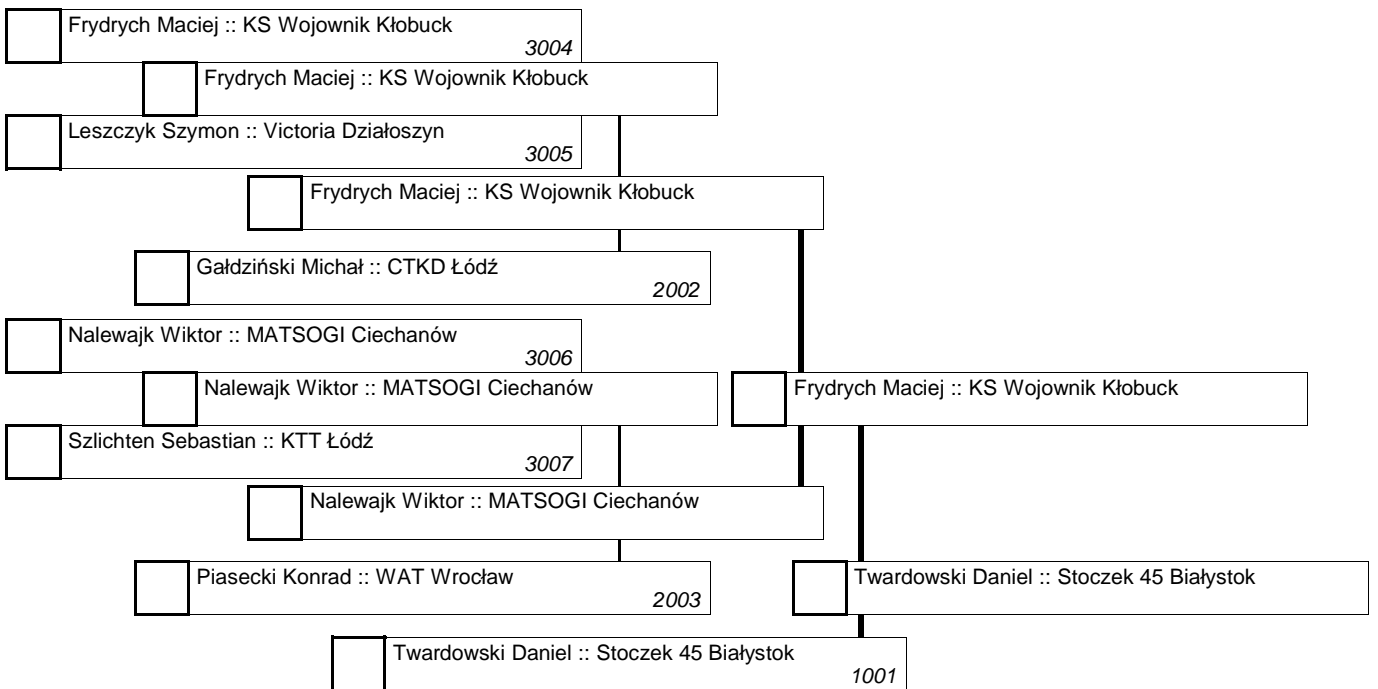 Frydrych Maciej :: KS Wojownik Kłobuck
3004
Frydrych Maciej :: KS Wojownik Kłobuck
Leszczyk Szymon :: Victoria Działoszyn
3005
Frydrych Maciej :: KS Wojownik Kłobuck
Gałdziński Michał :: CTKD Łódź
2002
Nalewajk Wiktor :: MATSOGI Ciechanów
3006
Nalewajk Wiktor :: MATSOGI Ciechanów
Frydrych Maciej :: KS Wojownik Kłobuck
Szlichten Sebastian :: KTT Łódź
3007
Nalewajk Wiktor :: MATSOGI Ciechanów
Piasecki Konrad :: WAT Wrocław
2003
Twardowski Daniel :: Stoczek 45 Białystok
Twardowski Daniel :: Stoczek 45 Białystok
1001